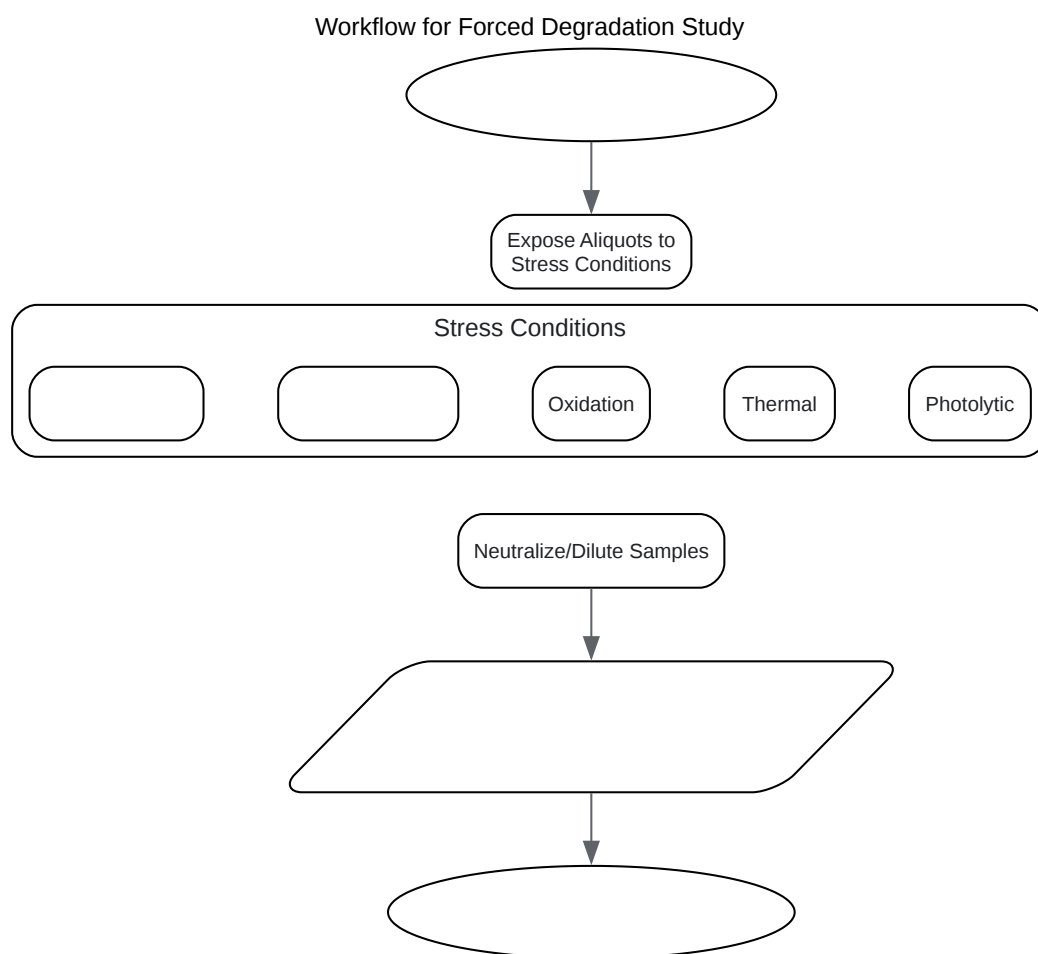 Workflow for Forced Degradation Study
Expose Aliquots to
Stress Conditions
Stress Conditions
Oxidation
Thermal
Photolytic
Neutralize/Dilute Samples